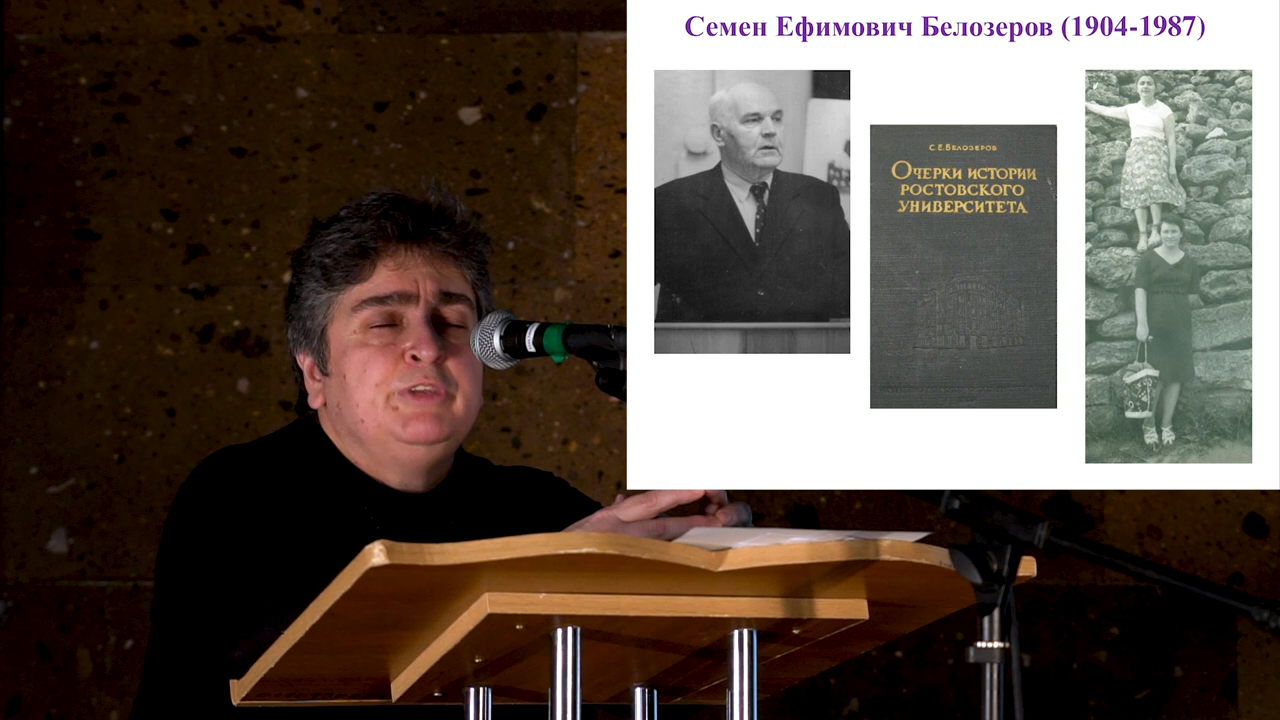 Семен Ефимович Белозеров (1904-1987)
С.Е.Белозеров
Очерки истории
ростовского
университета